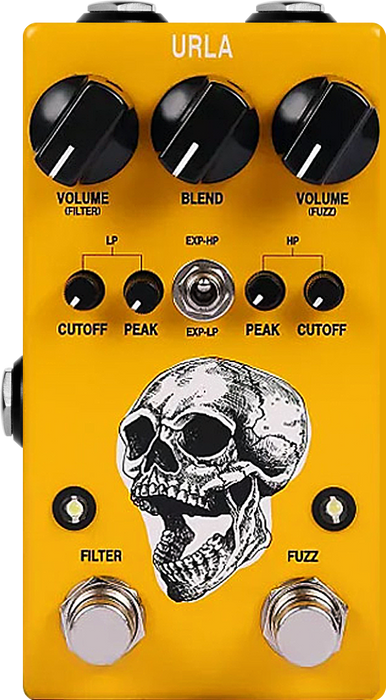 URLA
VOLUME BLEND VOLUME
(FILTER) (FUZZ)
LP EXP-HP HP
CUTOFF PEAK EXP-LP PEAK CUTOFF
FILTER FUZZ